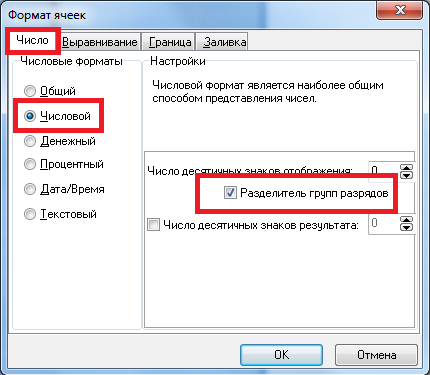 Формат ячеек
Число Выравнивание Граница Заливка
Числовые форматы
Общий
Числовой
Денежный
Процентный
Дата/Время
Текстовый
Настройки
Числовой Формат является наиболее общим
способом представления чисел.
Число десятичных знаков отображения: 0
Разделитель групп разрядов
Число десятичных знаков результата: 0
OK Отмена